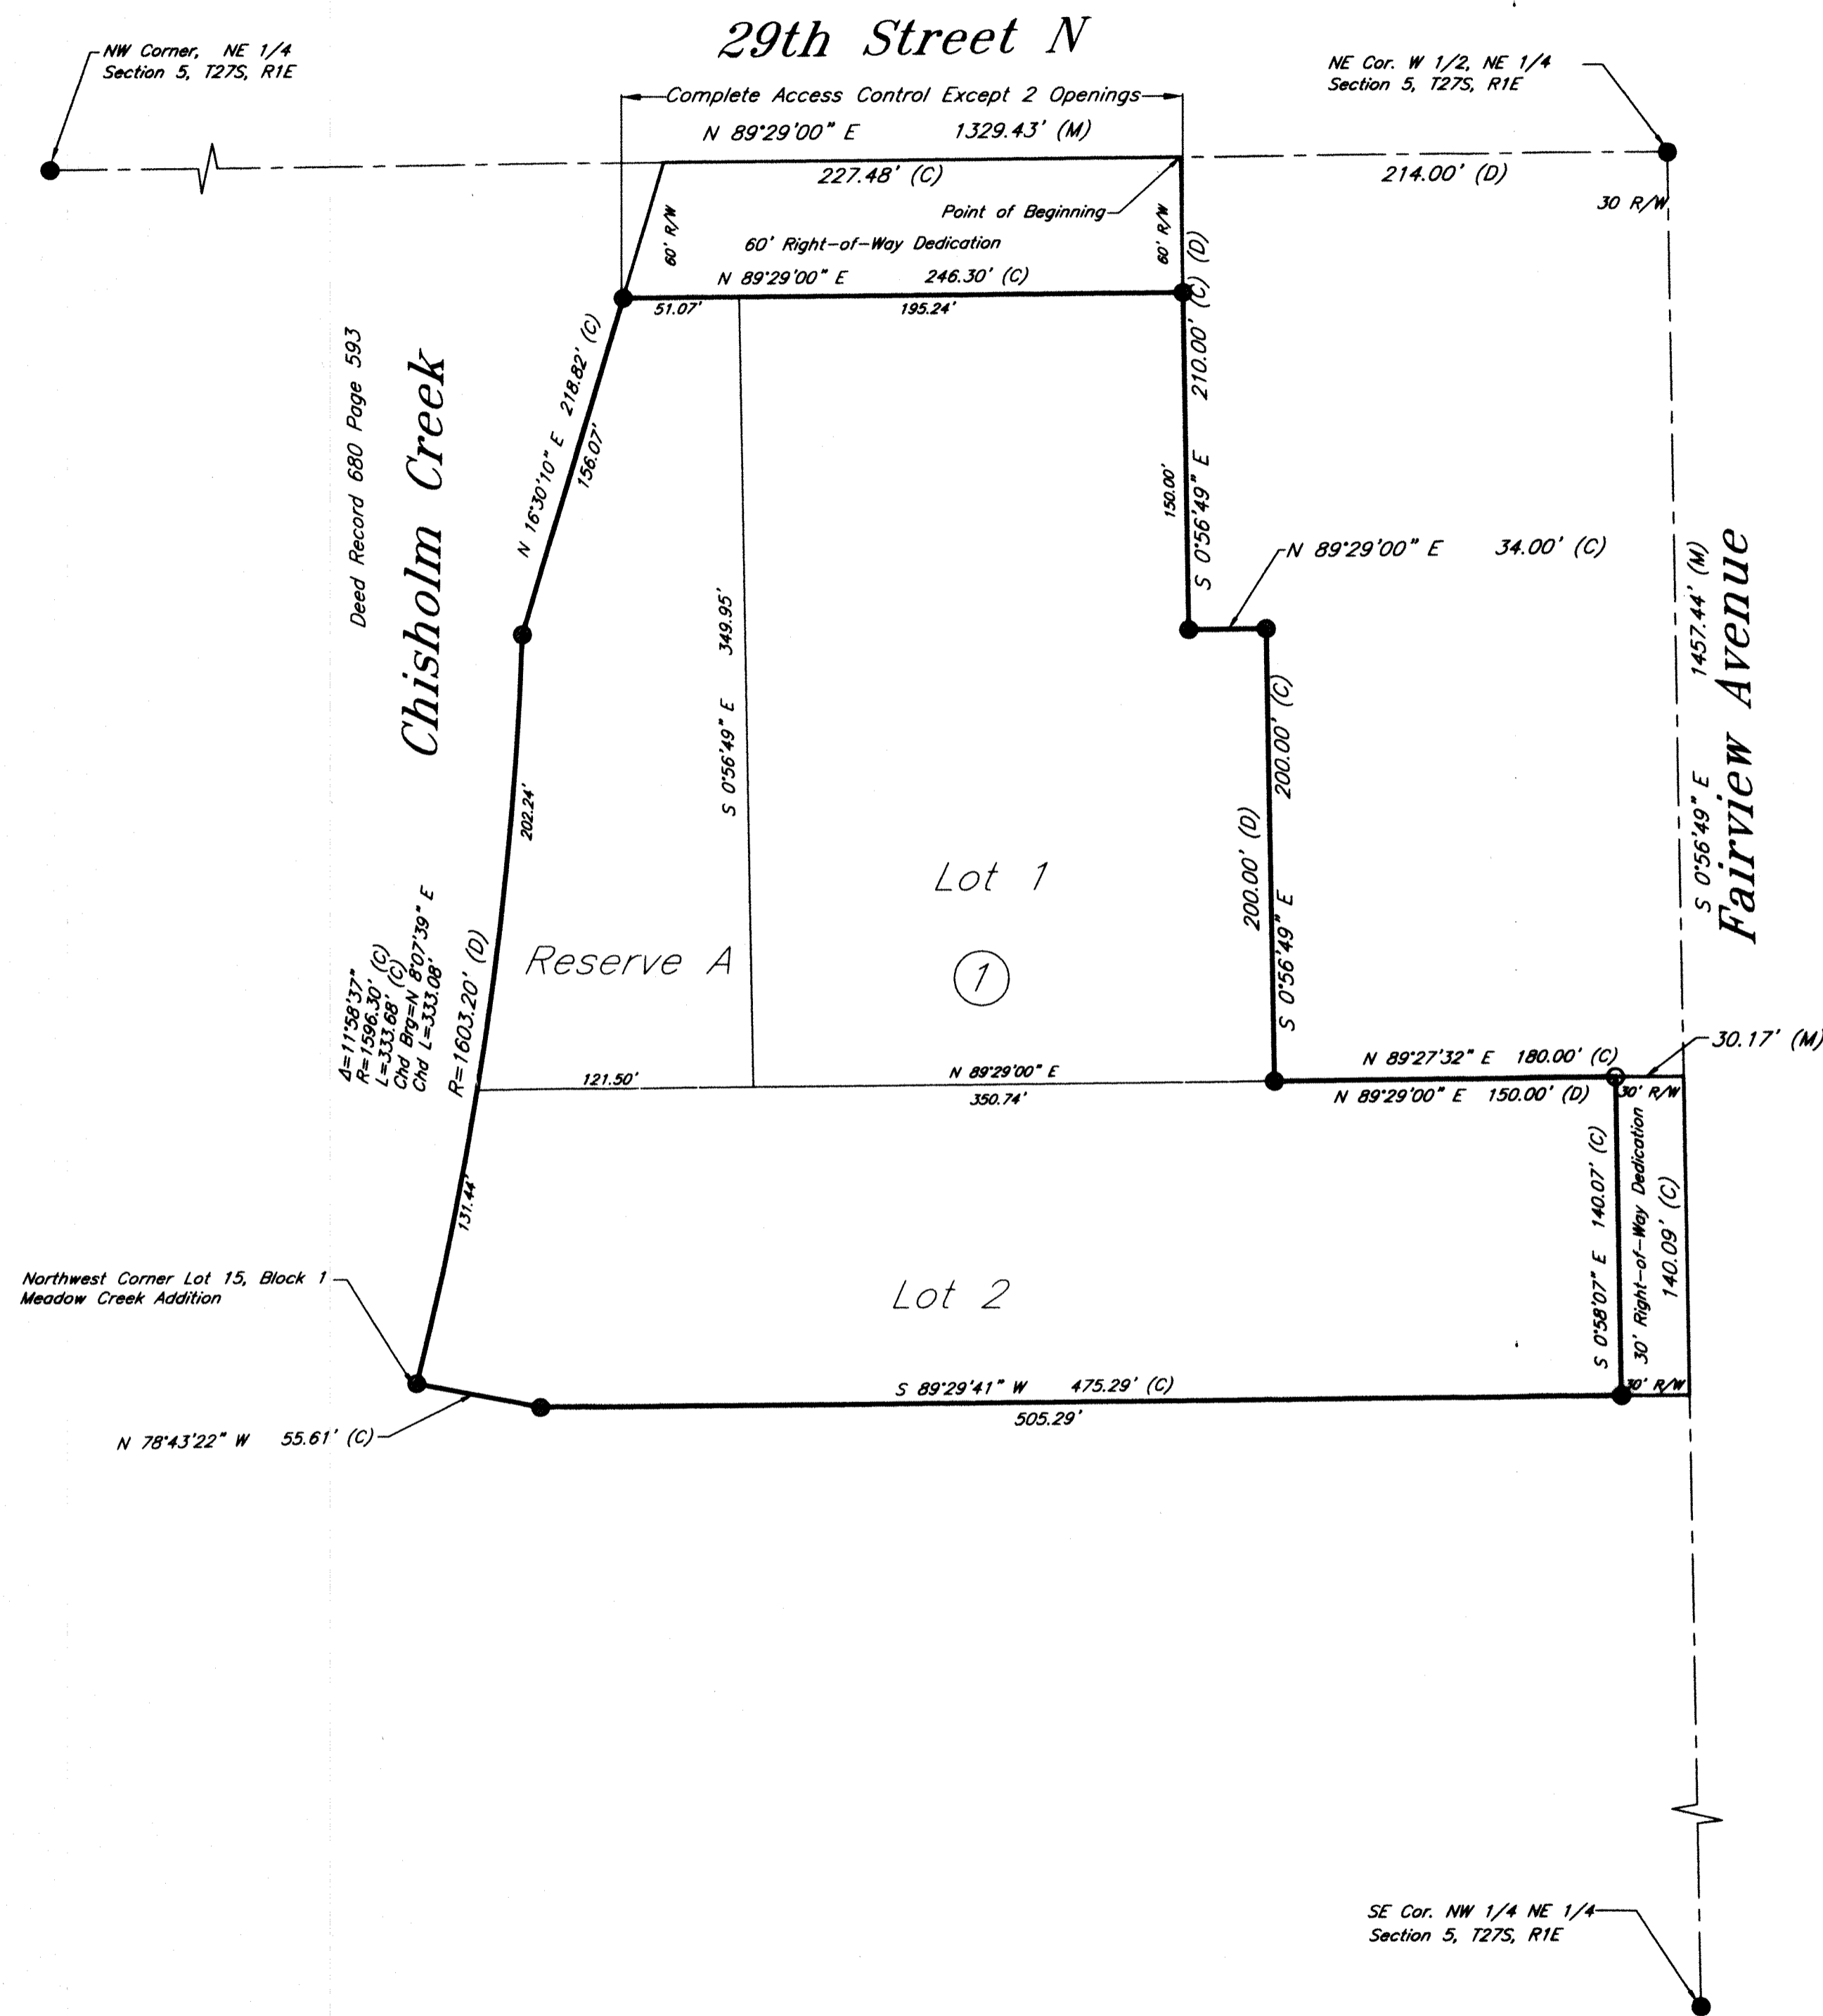 29th Street N
NW Corner, NE 1/4
Section 5, T27S, R1E
NE Cor. W 1/2, NE 1/4
Section 5, T27S, R1E
Complete Access Control Except 2 Openings
N 89°29'00" E 1329.43' (M)
227.48' (C)
214.00' (D)
30 R/W
Point of Beginning
60' R/W
60' R/W
60' Right-of-Way Dedication
N 89°29'00" E 246.30' (C)
51.07'
195.24'
Deed Record 680 Page 593
Chisholm Creek
N 16°30'10" E 218.82' (C)
156.07'
S 0°56'49" E 349.95'
150.00'
S 0°56'49" E 210.00' (C) (D)
N 89°29'00" E 34.00' (C)
S 0°56'49" E 1457.44' (M)
Fairview Avenue
202.24'
200.00' (D)
S 0°56'49" E 200.00' (C)
Lot 1
Reserve A
1
Δ=11°58'37"
R=1596.30' (C)
L=333.68' (C)
Chd Brg=N 8°07'39" E
Chd L=333.08'
R=1603.20' (D)
30.17' (M)
N 89°27'32" E 180.00' (C)
N 89°29'00" E 150.00' (D)
30' R/W
121.50'
N 89°29'00" E
350.74'
131.44'
S 0°58'07" E 140.07' (C)
30' Right-of-Way Dedication
140.09' (C)
Northwest Corner Lot 15, Block 1
Meadow Creek Addition
Lot 2
30' R/W
S 89°29'41" W 475.29' (C)
505.29'
N 78°43'22" W 55.61' (C)
SE Cor. NW 1/4 NE 1/4
Section 5, T27S, R1E